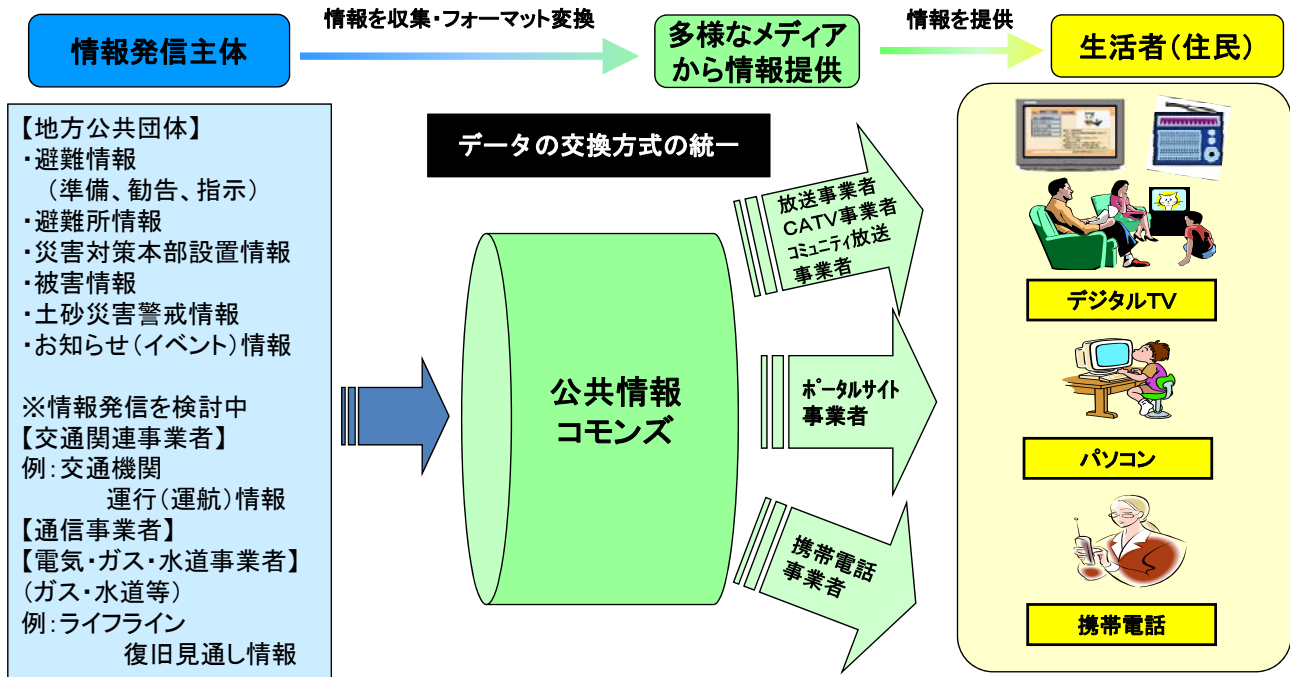 情報発信主体
情報を収集・フォーマット変換
多様なメディア
から情報提供
情報を提供
生活者(住民)
【地方公共団体】
・避難情報
(準備、勧告、指示)
・避難所情報
・災害対策本部設置情報
・被害情報
・土砂災害警戒情報
・お知らせ(イベント)情報
※情報発信を検討中
【交通関連事業者】
例:交通機関
運行(運航)情報
【通信事業者】
【電気・ガス・水道事業者】
(ガス・水道等)
例:ライフライン
復旧見通し情報
データの交換方式の統一
公共情報
コモンズ
放送事業者
CATV事業者
ｺﾐｭﾆﾃｨ放送
事業者
ﾎﾟｰﾀﾙｻｲﾄ
事業者
携帯電話
事業者
デジタルTV
パソコン
携帯電話